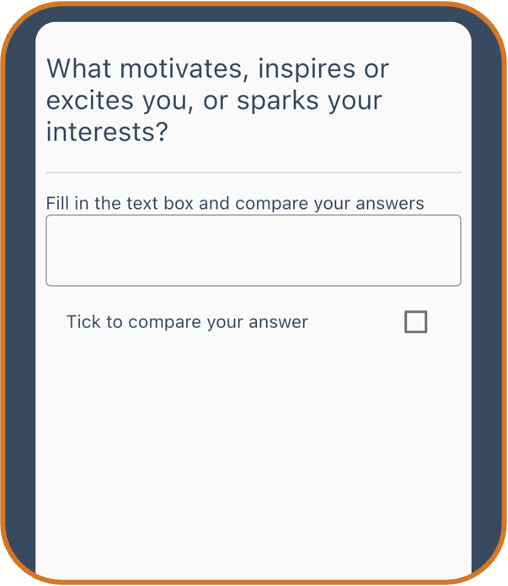 What motivates, inspires or
excites you, or sparks your
interests?
Fill in the text box and compare your answers
Tick to compare your answer